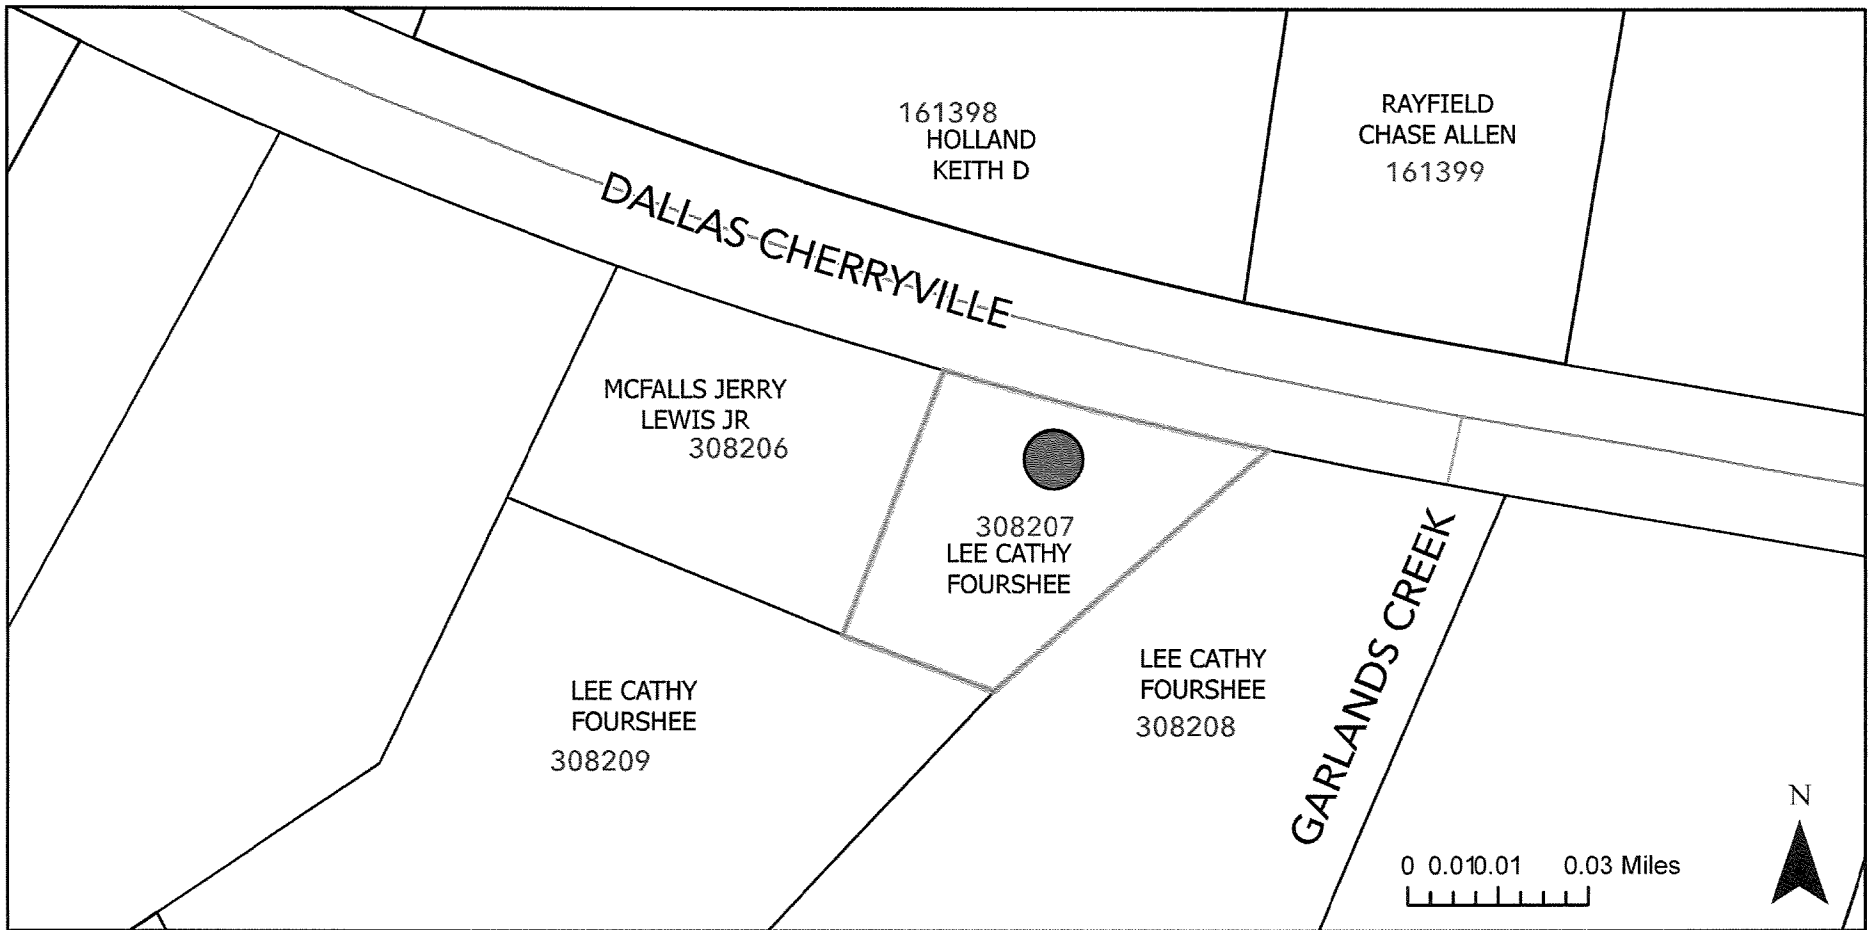 161398
HOLLAND
KEITH D
RAYFIELD
CHASE ALLEN
161399
DALLAS CHERRYVILLE
MCFALLS JERRY
LEWIS JR
308206
308207
LEE CATHY
FOURSHEE
LEE CATHY
FOURSHEE
308209
LEE CATHY
FOURSHEE
308208
GARLANDS CREEK
N
0 0.010.01 0.03 Miles